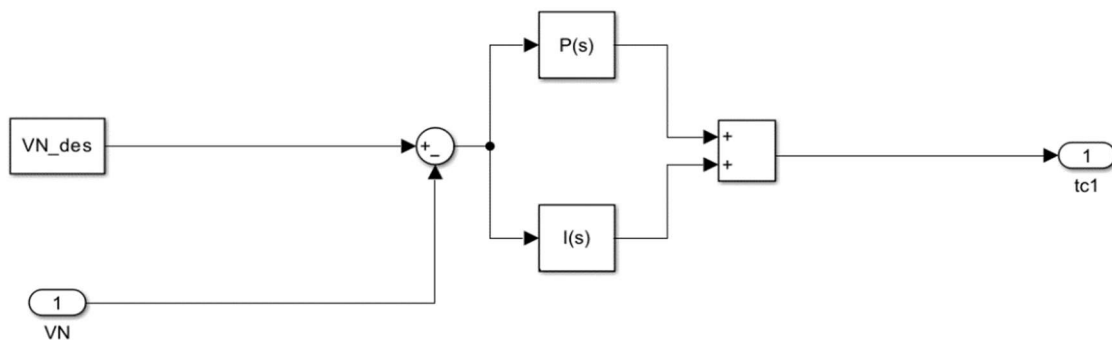 P(s)
VN_des
+
−
+
+
1
tc1
I(s)
1
VN